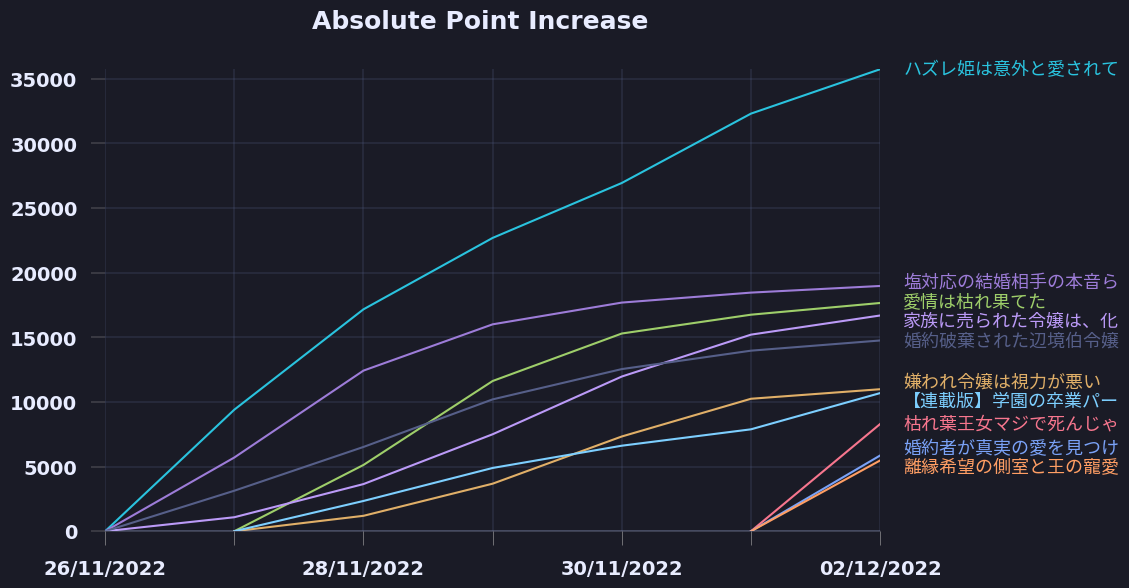 Absolute Point Increase
35000
30000
25000
20000
15000
10000
5000
0
26/11/2022
28/11/2022
30/11/2022
02/12/2022
ハズレ姫は意外と愛されて
塩対応の結婚相手の本音ら
愛情は枯れ果てた
家族に売られた令嬢は、化
婚約破棄された辺境伯令嬢
嫌われ令嬢は視力が悪い
【連載版】学園の卒業パー
枯れ葉王女マジで死んじゃ
婚約者が真実の愛を見つけ
離縁希望の側室と王の寵愛